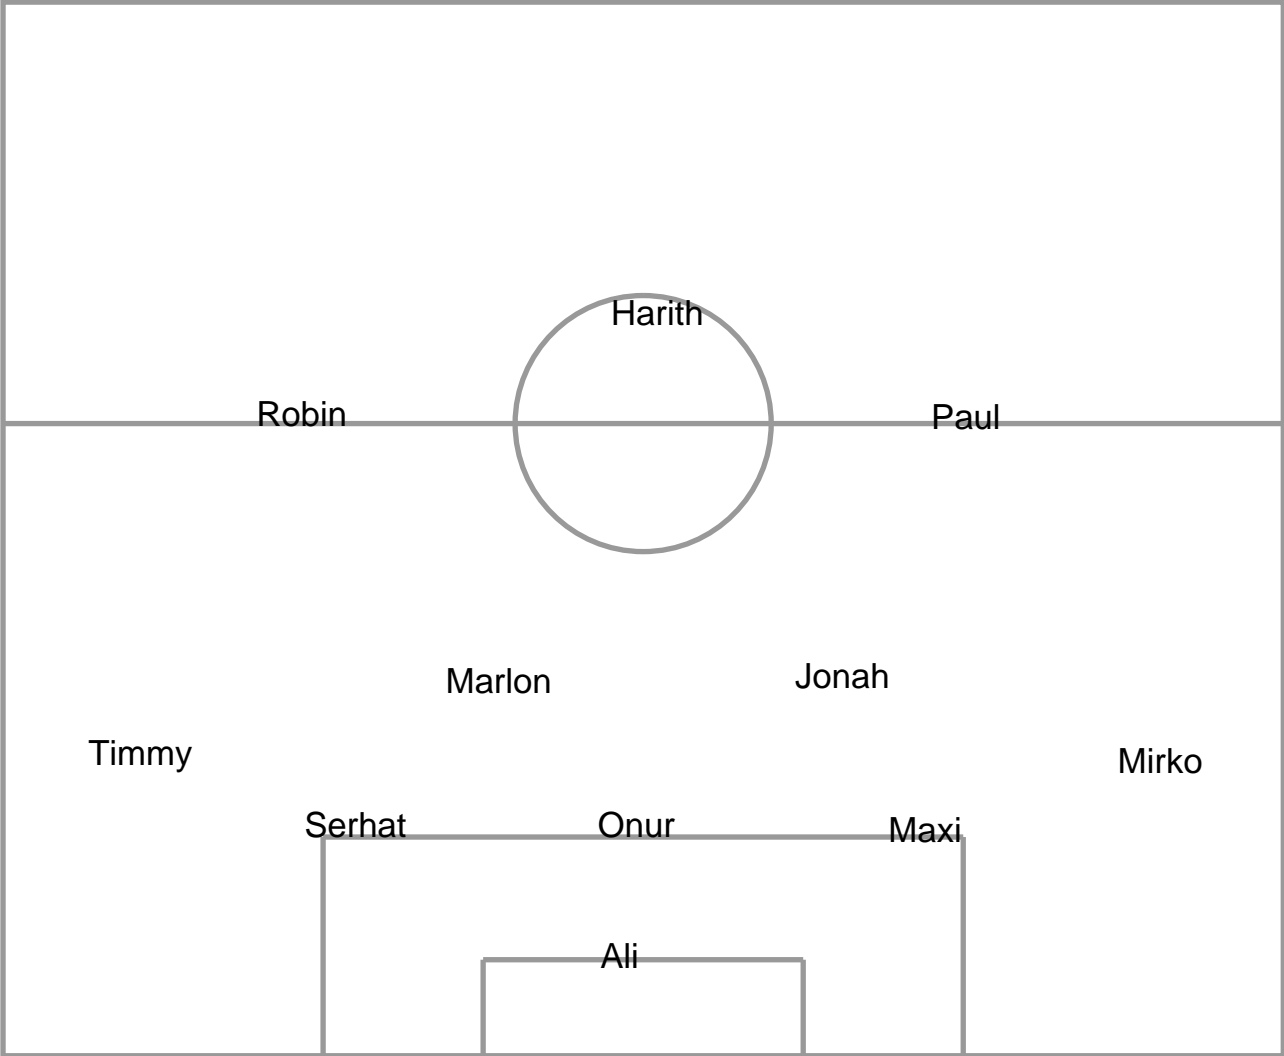 Harith
Robin
Paul
Marlon
Jonah
Timmy
Mirko
Serhat
Onur
Maxi
Ali